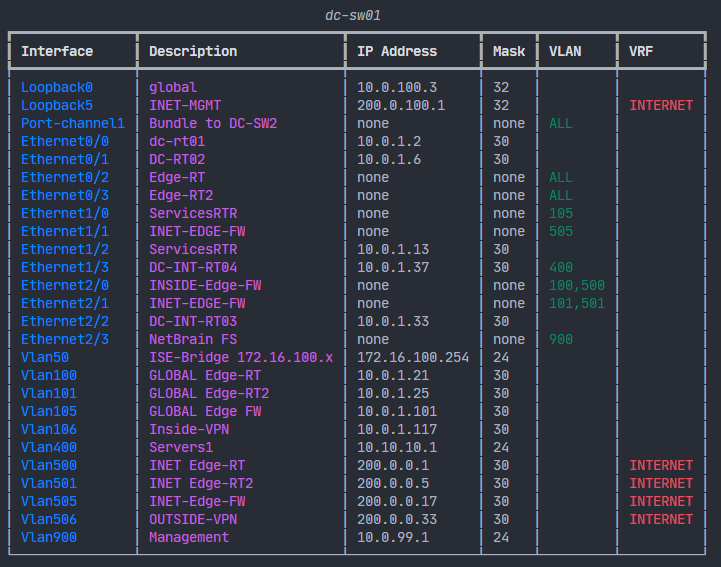 dc-sw01
Interface Description IP Address Mask VLAN VRF
Loopback0 global 10.0.100.3 32
Loopback5 INET-MGMT 200.0.100.1 32 INTERNET
Port-channel1 Bundle to DC-SW2 none none ALL
Ethernet0/0 dc-rt01 10.0.1.2 30
Ethernet0/1 DC-RT02 10.0.1.6 30
Ethernet0/2 Edge-RT none none ALL
Ethernet0/3 Edge-RT2 none none ALL
Ethernet1/0 ServicesRTR none none 105
Ethernet1/1 INET-EDGE-FW none none 505
Ethernet1/2 ServicesRTR 10.0.1.13 30
Ethernet1/3 DC-INT-RT04 10.0.1.37 30 400
Ethernet2/0 INSIDE-Edge-FW none none 100,500
Ethernet2/1 INET-EDGE-FW none none 101,501
Ethernet2/2 DC-INT-RT03 10.0.1.33 30
Ethernet2/3 NetBrain FS none none 900
Vlan50 ISE-Bridge 172.16.100.x 172.16.100.254 24
Vlan100 GLOBAL Edge-RT 10.0.1.21 30
Vlan101 GLOBAL Edge-RT2 10.0.1.25 30
Vlan105 GLOBAL Edge FW 10.0.1.101 30
Vlan106 Inside-VPN 10.0.1.117 30
Vlan400 Servers1 10.10.10.1 24
Vlan500 INET Edge-RT 200.0.0.1 30 INTERNET
Vlan501 INET Edge-RT2 200.0.0.5 30 INTERNET
Vlan505 INET-Edge-FW 200.0.0.17 30 INTERNET
Vlan506 OUTSIDE-VPN 200.0.0.33 30 INTERNET
Vlan900 Management 10.0.99.1 24